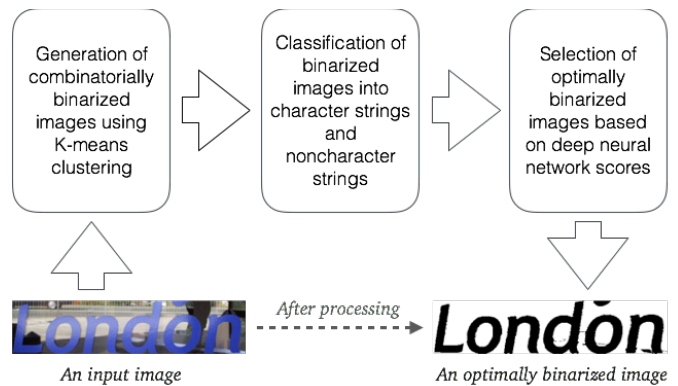 Generation of
combinatorially
binarized
images using
K-means
clustering
Classification of
binarized
images into
character strings
and
noncharacter
strings
Selection of
optimally
binarized
images based
on deep neural
network scores
London
After processing
London
An input image
An optimally binarized image